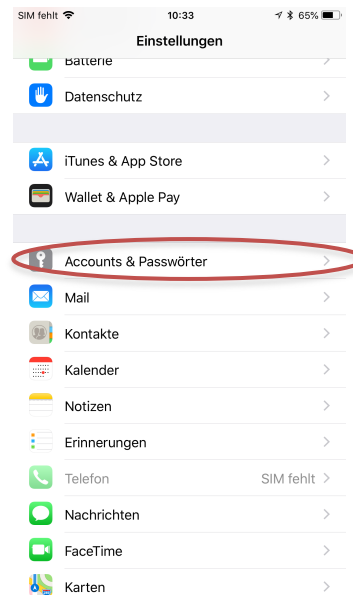 SIM fehlt 10:33 65%
Einstellungen
Batterie
Datenschutz
iTunes & App Store
Wallet & Apple Pay
Accounts & Passwörter
Mail
Kontakte
Kalender
Notizen
Erinnerungen
Telefon SIM fehlt
Nachrichten
FaceTime
Karten